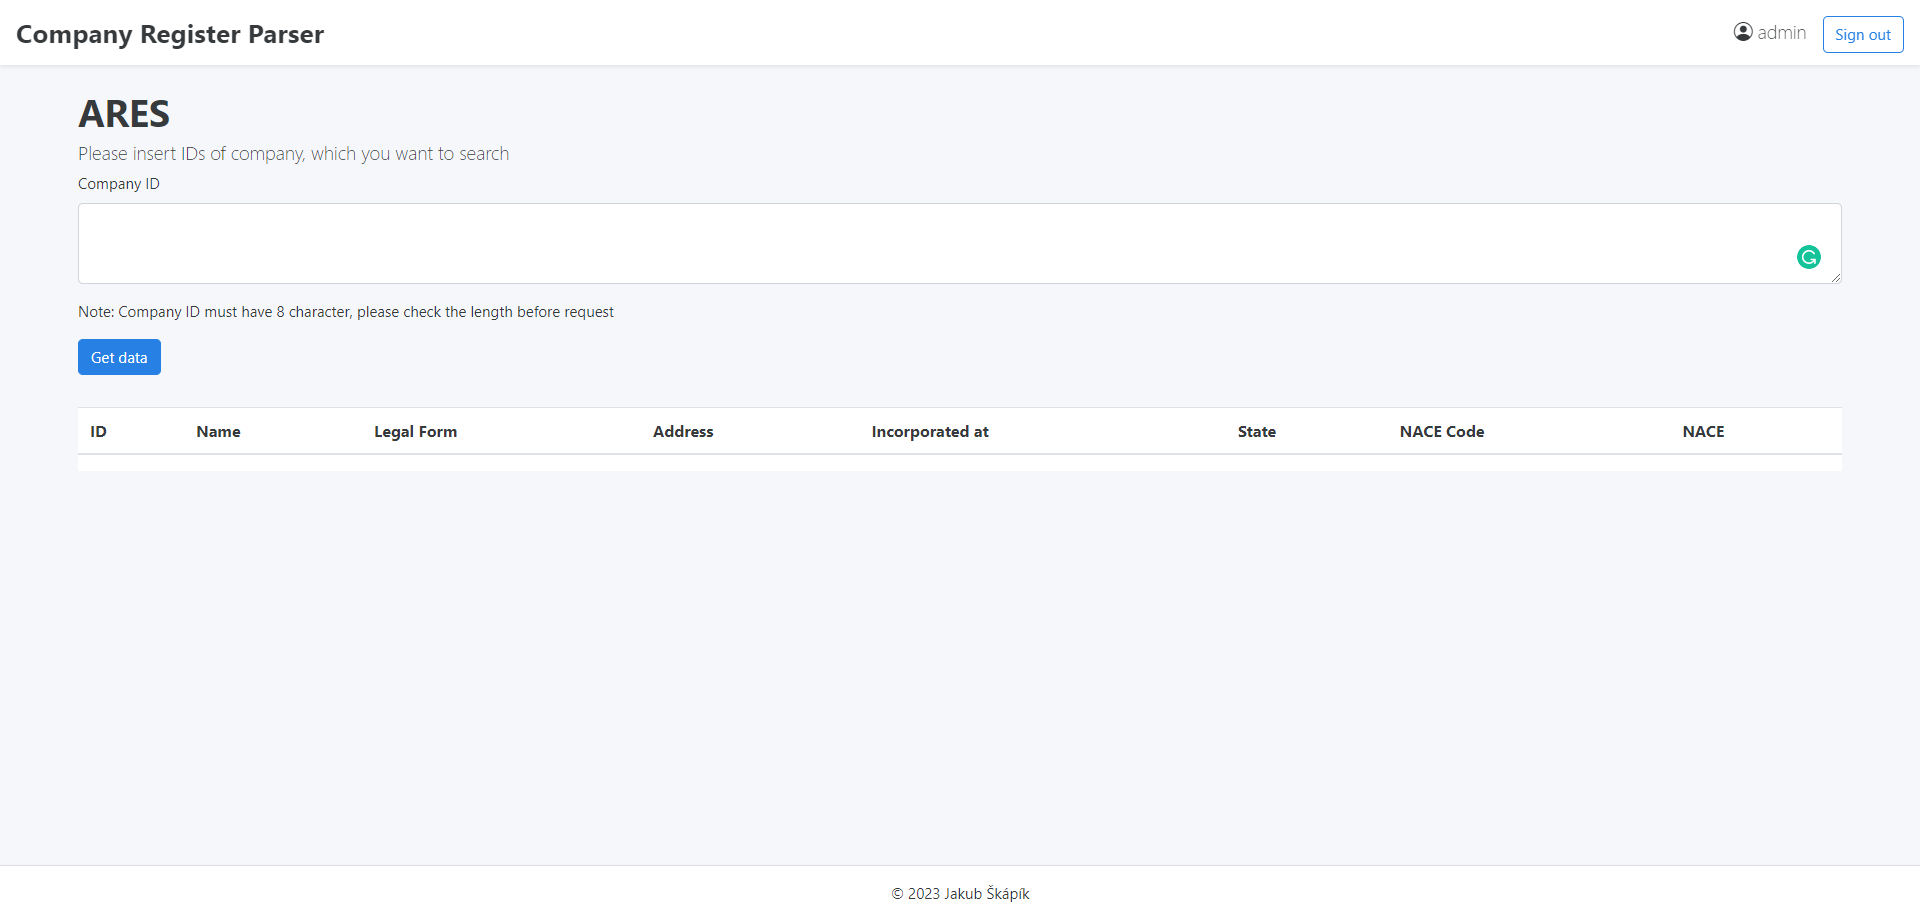 Company Register Parser
admin
Sign out
ARES
Please insert IDs of company, which you want to search
Company ID
Note: Company ID must have 8 character, please check the length before request
Get data
ID Name Legal Form Address Incorporated at State NACE Code NACE
© 2023 Jakub Škápík